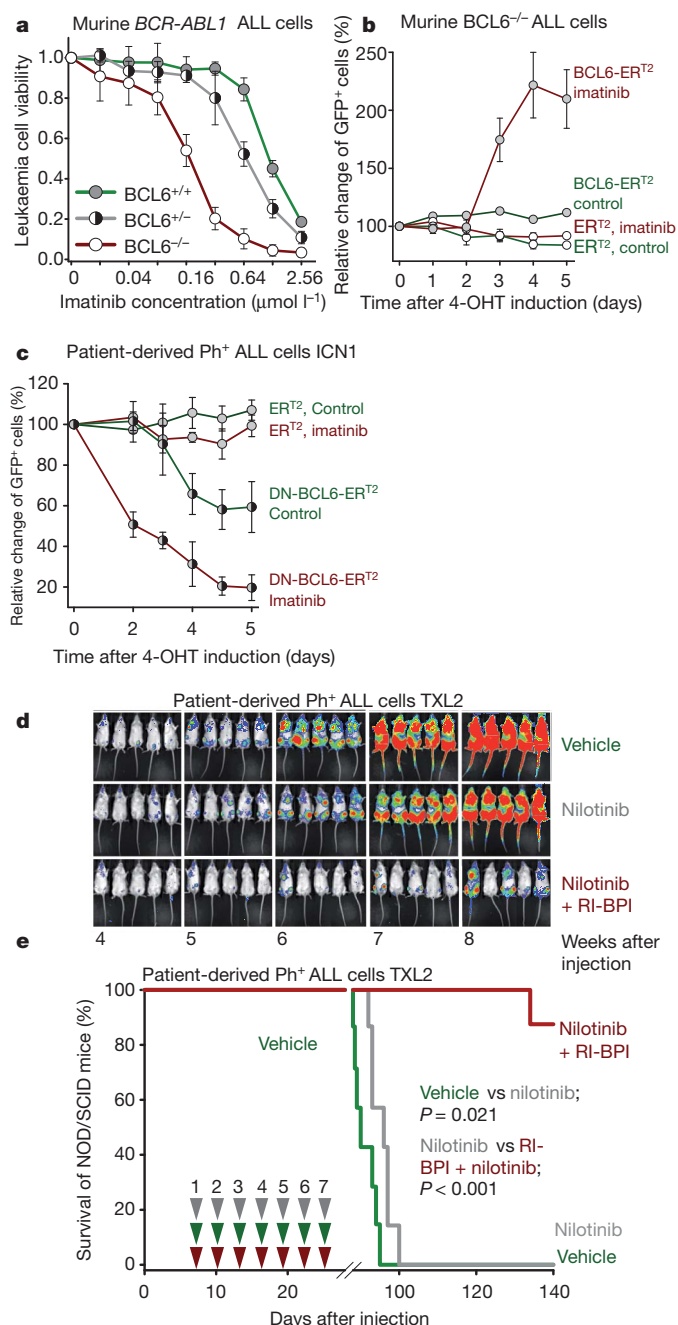 a Murine BCR-ABL1 ALL cells
Leukaemia cell viability
1.0
0.8
0.6
0.4
0.2
0.0
BCL6+/+
BCL6+/−
BCL6−/−
0 0.04 0.16 0.64 2.56
Imatinib concentration (μmol l−1)
b Murine BCL6−/− ALL cells
Relative change of GFP+ cells (%)
250
200
150
100
BCL6-ERT2
imatinib
BCL6-ERT2
control
ERT2, imatinib
ERT2, control
0 1 2 3 4 5
Time after 4-OHT induction (days)
c Patient-derived Ph+ ALL cells ICN1
Relative change of GFP+ cells (%)
120
100
80
60
40
20
ERT2, Control
ERT2, imatinib
DN-BCL6-ERT2
Control
DN-BCL6-ERT2
Imatinib
0 2 4 5
Time after 4-OHT induction (days)
Patient-derived Ph+ ALL cells TXL2
d
Vehicle
Nilotinib
Nilotinib
+ RI-BPI
4 5 6 7 8
Weeks after
injection
e
Patient-derived Ph+ ALL cells TXL2
Survival of NOD/SCID mice (%)
100
80
60
40
20
0
Vehicle
Nilotinib
+ RI-BPI
Vehicle vs nilotinib;
P = 0.021
Nilotinib vs RI-
BPI + nilotinib;
P < 0.001
1 2 3 4 5 6 7
Nilotinib
Vehicle
0 20 100 120 140
Days after injection